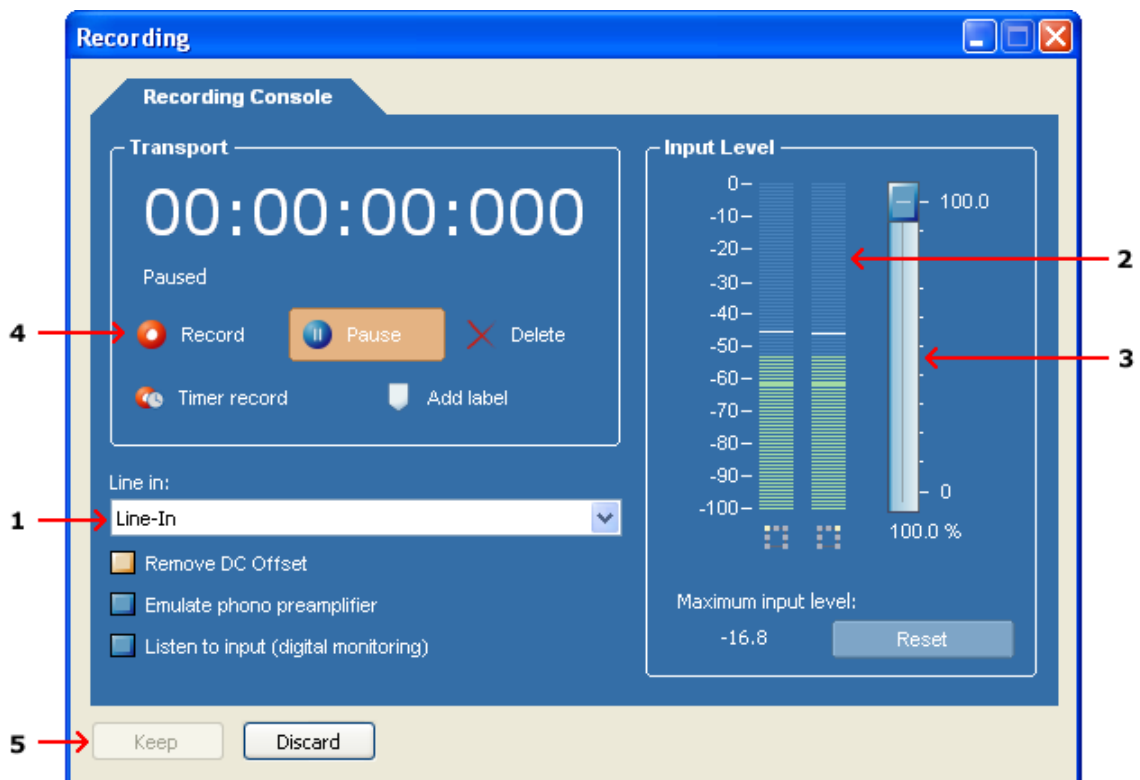 Recording
Recording Console
Transport
00:00:00:000
Paused
4
Record
Pause
Delete
Timer record
Add label
Line in:
1
Line-In
Remove DC Offset
Emulate phono preamplifier
Listen to input (digital monitoring)
Input Level
0
-10
-20
-30
-40
-50
-60
-70
-80
-90
-100
100.0
0
100.0 %
2
3
Maximum input level:
-16.8
Reset
5
Keep
Discard